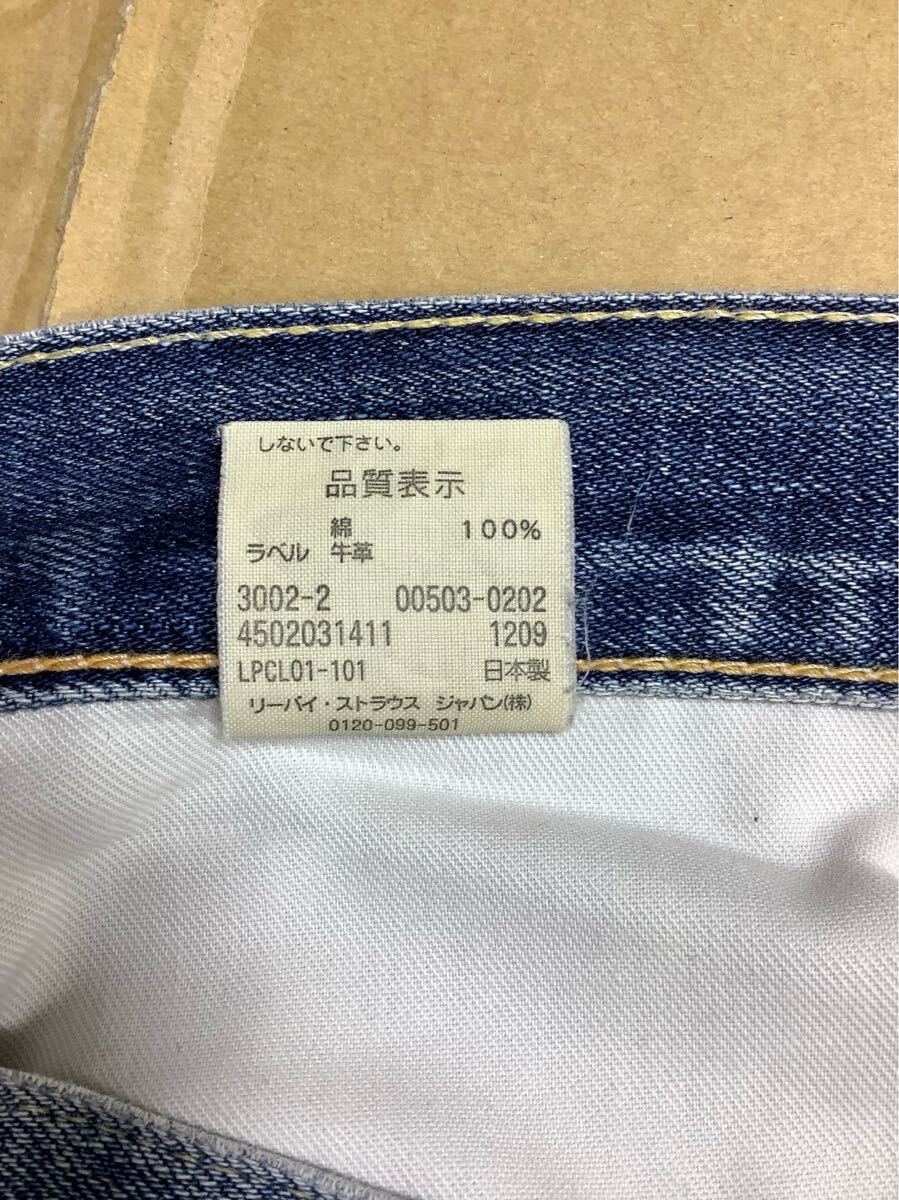 しないで下さい。
品質表示
綿 100%
ラベル 牛革
3002-2 00503-0202
4502031411 1209
LPCL01-101 日本製
リーバイ・ストラウス ジャパン(株)
0120-099-501